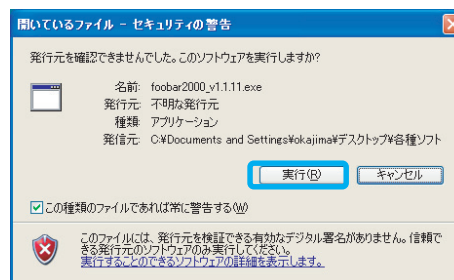 開いているファイル - セキュリティの警告
発行元を確認できませんでした。このソフトウェアを実行しますか?
名前: foobar2000_v1.1.11.exe
発行元: 不明な発行元
種類: アプリケーション
発信元: C:¥Documents and Settings¥okajima¥デスクトップ¥各種ソフト
実行(R)
キャンセル
この種類のファイルであれば常に警告する(W)
このファイルには、発行元を検証できる有効なデジタル署名がありません。信頼で
きる発行元のソフトウェアのみ実行してください。
実行することのできるソフトウェアの詳細を表示します。